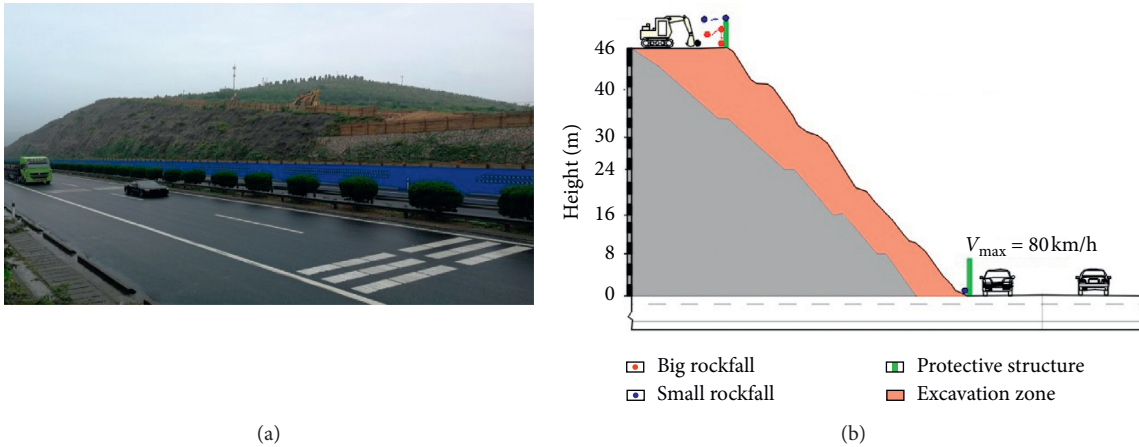 46
40
30
24
16
8
0
Height (m)
V_max = 80 km/h
Big rockfall
Small rockfall
Protective structure
Excavation zone
(a)
(b)